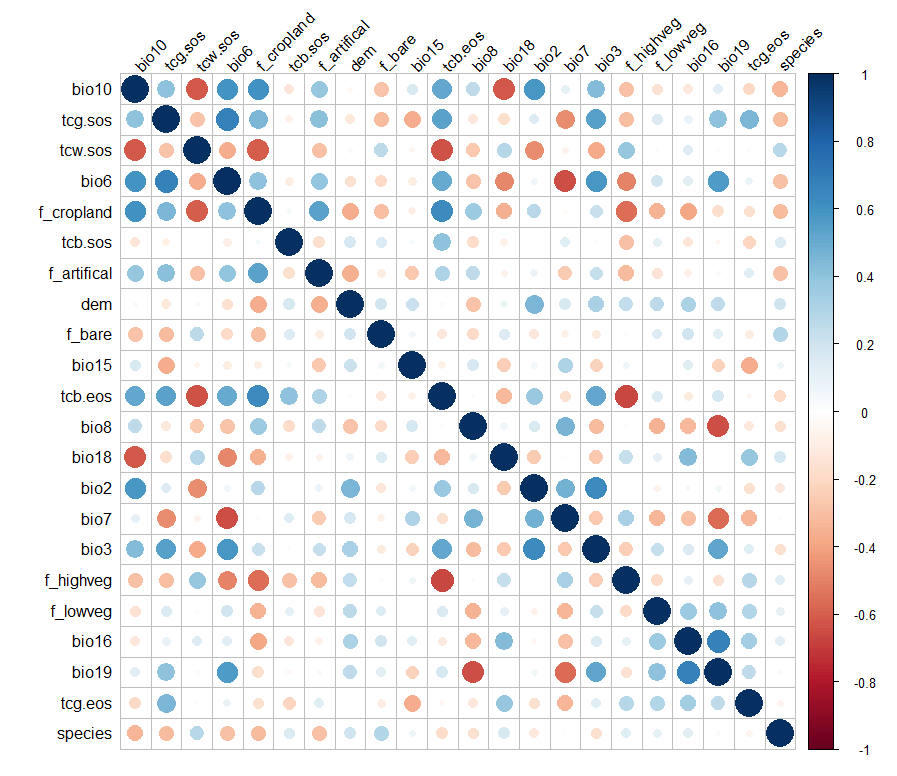 bio10
tcg.sos
tcw.sos
bio6
f_cropland
tcb.sos
f_artifical
dem
f_bare
bio15
tcb.eos
bio8
bio18
bio2
bio7
bio3
f_highveg
f_lowveg
bio16
bio19
tcg.eos
species
bio10
tcg.sos
tcw.sos
bio6
f_cropland
tcb.sos
f_artifical
dem
f_bare
bio15
tcb.eos
bio8
bio18
bio2
bio7
bio3
f_highveg
f_lowveg
bio16
bio19
tcg.eos
species
1
0.8
0.6
0.4
0.2
0
-0.2
-0.4
-0.6
-0.8
-1